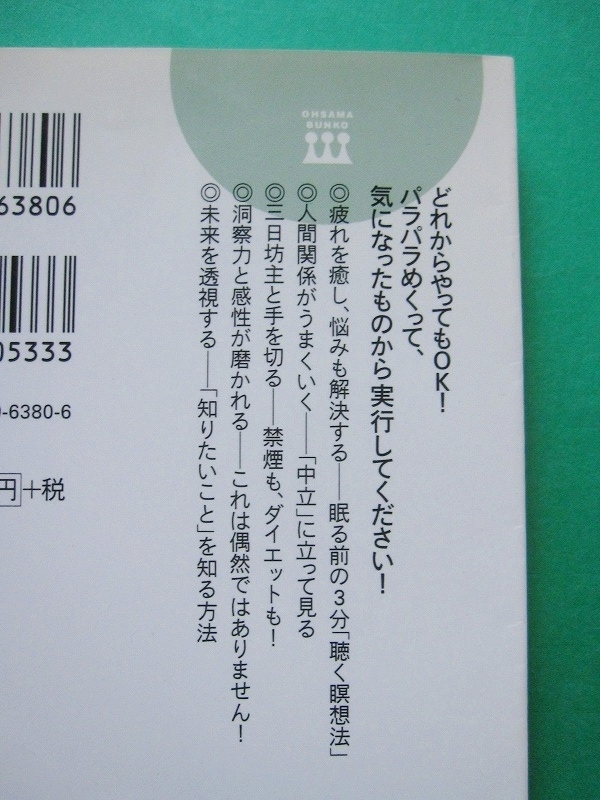 OHSAMA
BUNKO
どれからやってもOK!
パラパラめくって、
気になったものから実行してください!
◎疲れを癒し、悩みも解決する──眠る前の3分「聴く瞑想法」
◎人間関係がうまくいく──「中立」に立って見る
◎三日坊主と手を切る──禁煙も、ダイエットも!
◎洞察力と感性が磨かれる──これは偶然ではありません!
◎未来を透視する──「知りたいこと」を知る方法
63806
05333
-6380-6
円+税